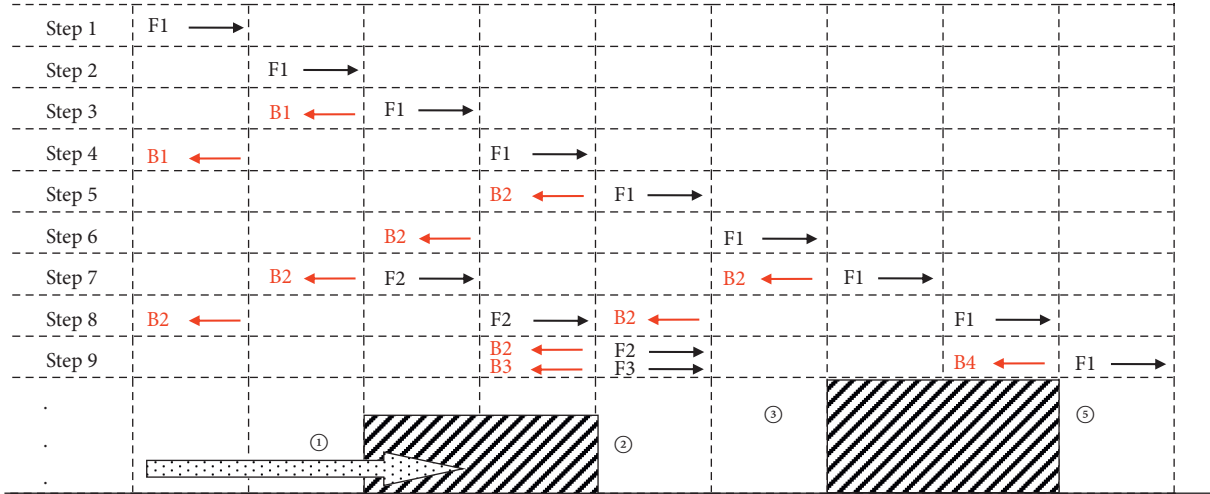 Step 1 F1
Step 2 F1
Step 3 B1 F1
Step 4 B1 F1
Step 5 B2 F1
Step 6 B2 F1
Step 7 B2 F2 B2 F1
Step 8 B2 F2 B2 F1
Step 9 B2 F2 B4 F1
B3 F3
.
③ ⑤
① ②
.
.